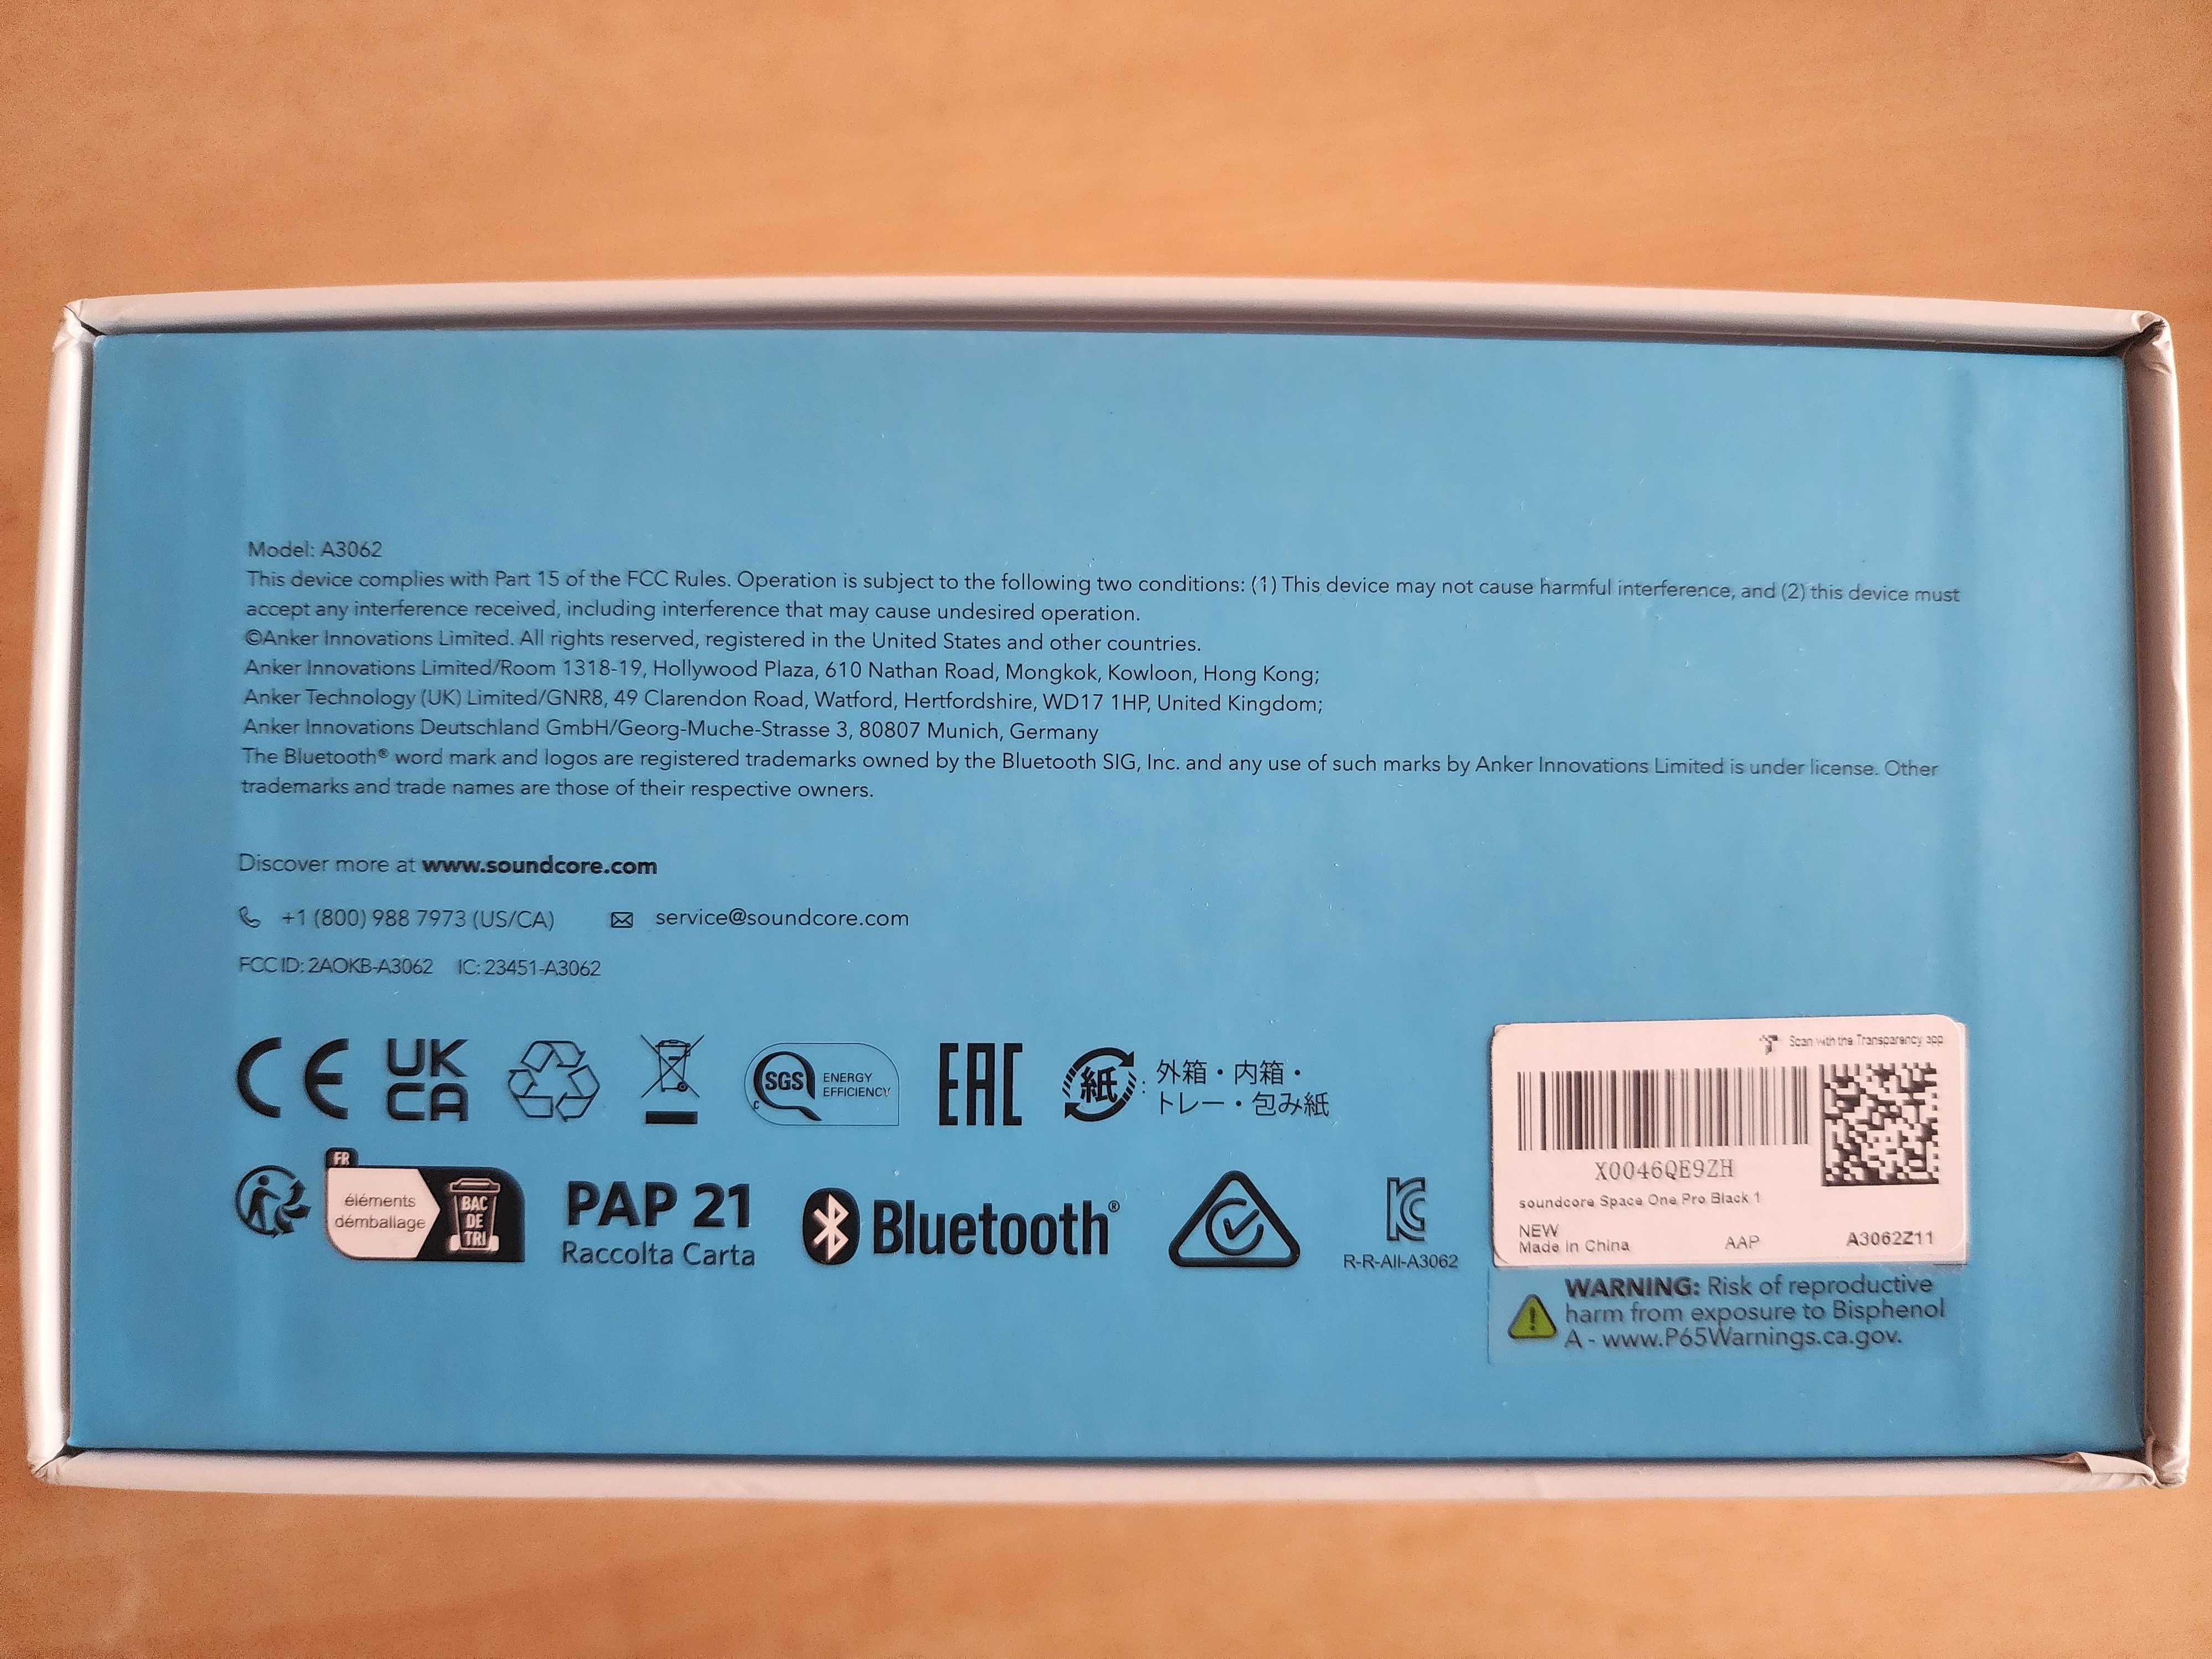 Model: A3062
This device complies with Part 15 of the FCC Rules. Operation is subject to the following two conditions: (1) This device may not cause harmful interference, and (2) this device must
accept any interference received, including interference that may cause undesired operation.
©Anker Innovations Limited. All rights reserved, registered in the United States and other countries.
Anker Innovations Limited/Room 1318-19, Hollywood Plaza, 610 Nathan Road, Mongkok, Kowloon, Hong Kong;
Anker Technology (UK) Limited/GNR8, 49 Clarendon Road, Watford, Hertfordshire, WD17 1HP, United Kingdom;
Anker Innovations Deutschland GmbH/Georg-Muche-Strasse 3, 80807 Munich, Germany
The Bluetooth® word mark and logos are registered trademarks owned by the Bluetooth SIG, Inc. and any use of such marks by Anker Innovations Limited is under license. Other
trademarks and trade names are those of their respective owners.
Discover more at www.soundcore.com
+1 (800) 988 7973 (US/CA) service@soundcore.com
FCC ID: 2AOKB-A3062 IC: 23451-A3062
CE
UK
CA
SGS
C
ENERGY
EFFICIENCY
EAC
紙 :
外箱・内箱・
トレー・包み紙
FR
éléments
démballage
BAC
DE
TRI
PAP 21
Raccolta Carta
Bluetooth®
R-R-All-A3062
Scan with the Transparency app
X0046QE9ZH
soundcore Space One Pro Black 1
NEW
Made in China AAP A3062Z11
WARNING: Risk of reproductive
harm from exposure to Bisphenol
A - www.P65Warnings.ca.gov.